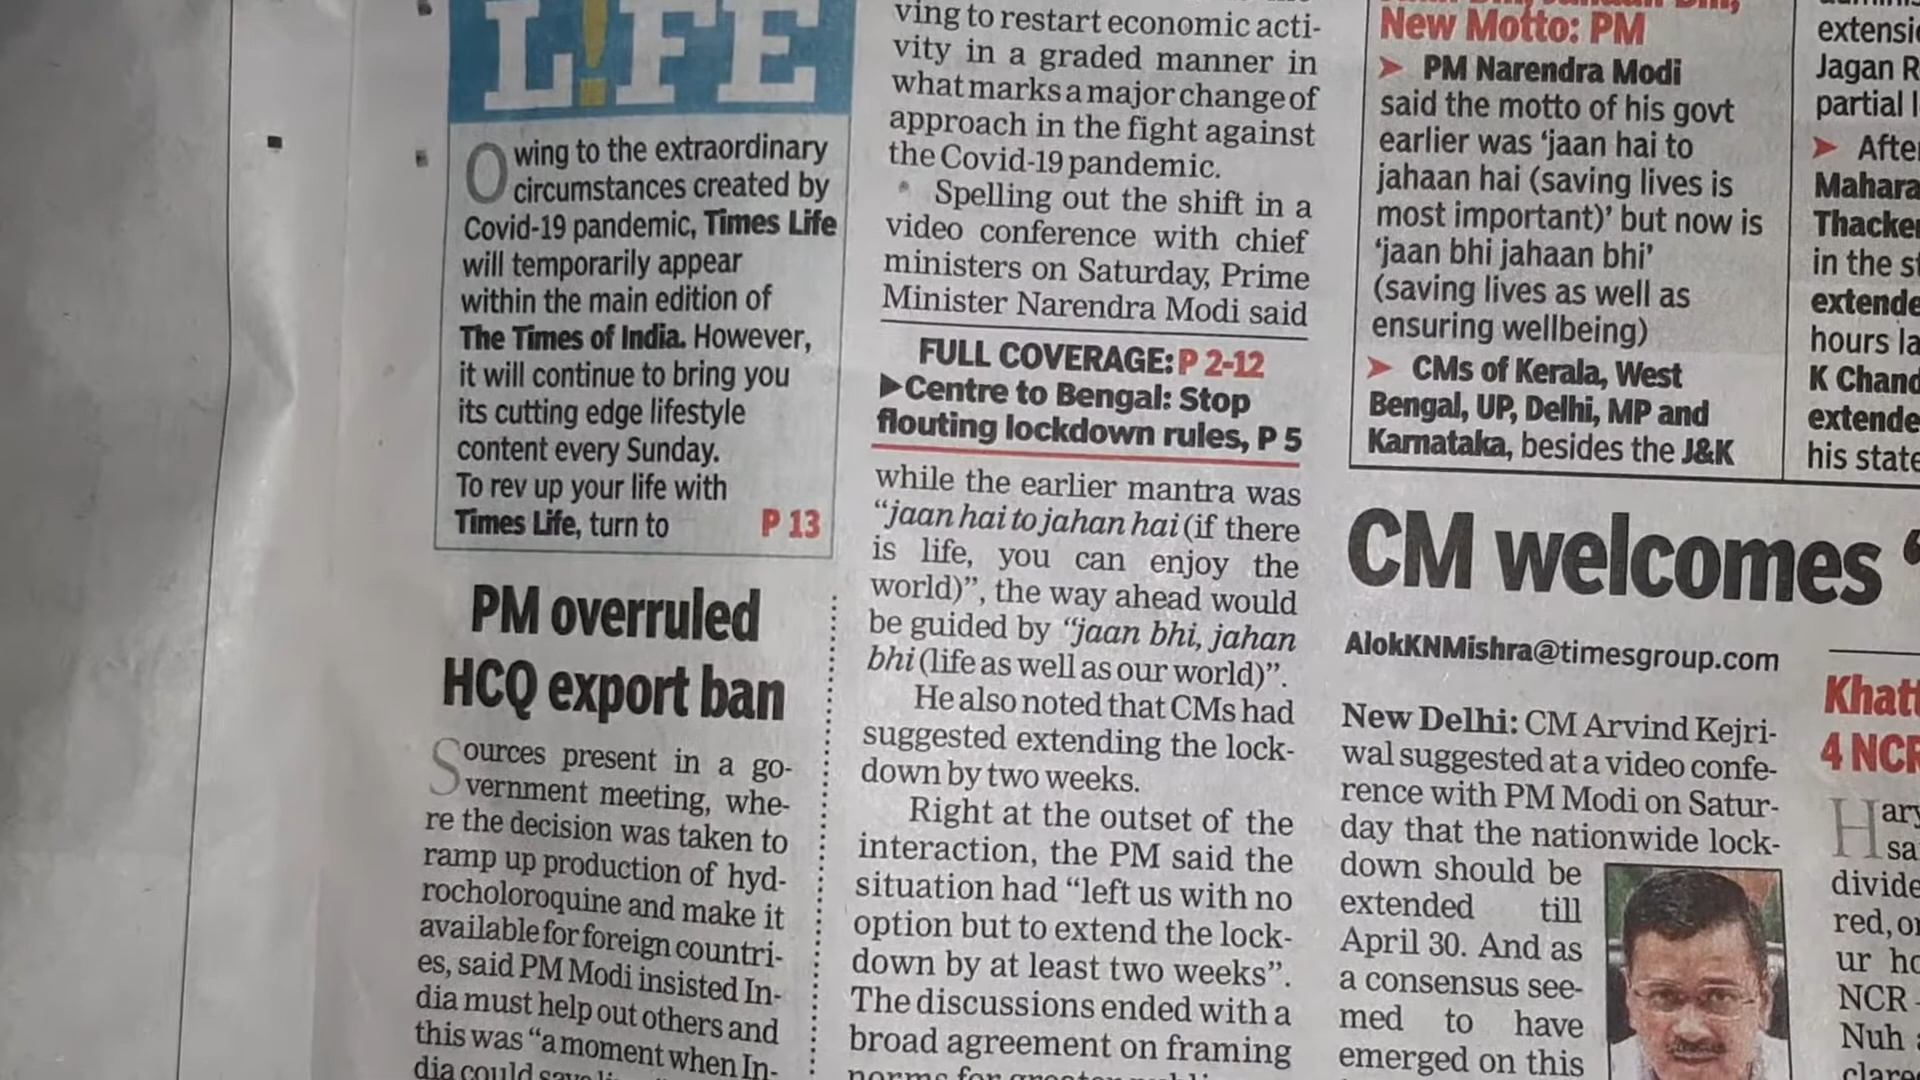 L!FE
Owing to the extraordinary
circumstances created by
Covid-19 pandemic, Times Life
will temporarily appear
within the main edition of
The Times of India. However,
it will continue to bring you
its cutting edge lifestyle
content every Sunday.
To rev up your life with
Times Life, turn to P 13
PM overruled
HCQ export ban
Sources present in a go-
vernment meeting, whe-
re the decision was taken to
ramp up production of hyd-
rocholoroquine and make it
available for foreign countri-
es, said PM Modi insisted In-
dia must help out others and
this was “a moment when In-
dia could
ving to restart economic acti-
vity in a graded manner in
what marks a major change of
approach in the fight against
the Covid-19 pandemic.
Spelling out the shift in a
video conference with chief
ministers on Saturday, Prime
Minister Narendra Modi said
FULL COVERAGE: P 2-12
▶Centre to Bengal: Stop
flouting lockdown rules, P 5
while the earlier mantra was
“jaan hai to jahan hai (if there
is life, you can enjoy the
world)”, the way ahead would
be guided by “jaan bhi, jahan
bhi (life as well as our world)”.
He also noted that CMs had
suggested extending the lock-
down by two weeks.
Right at the outset of the
interaction, the PM said the
situation had “left us with no
option but to extend the lock-
down by at least two weeks”.
The discussions ended with a
broad agreement on framing
norms for
New Motto: PM
➤ PM Narendra Modi
said the motto of his govt
earlier was ‘jaan hai to
jahaan hai (saving lives is
most important)’ but now is
‘jaan bhi jahaan bhi’
(saving lives as well as
ensuring wellbeing)
➤ CMs of Kerala, West
Bengal, UP, Delhi, MP and
Karnataka, besides the J&K
extensi
Jagan R
partial l
➤ After
Mahara
Thacker
in the s
extende
hours la
K Chand
extende
his state
CM welcomes ‘
AlokKNMishra@timesgroup.com
New Delhi: CM Arvind Kejri-
wal suggested at a video confe-
rence with PM Modi on Satur-
day that the nationwide lock-
down should be
extended till
April 30. And as
a consensus see-
med to have
emerged on this
Khatt
4 NCR
Hary
sa
divide
red, or
ur ho
NCR -
Nuh
clare